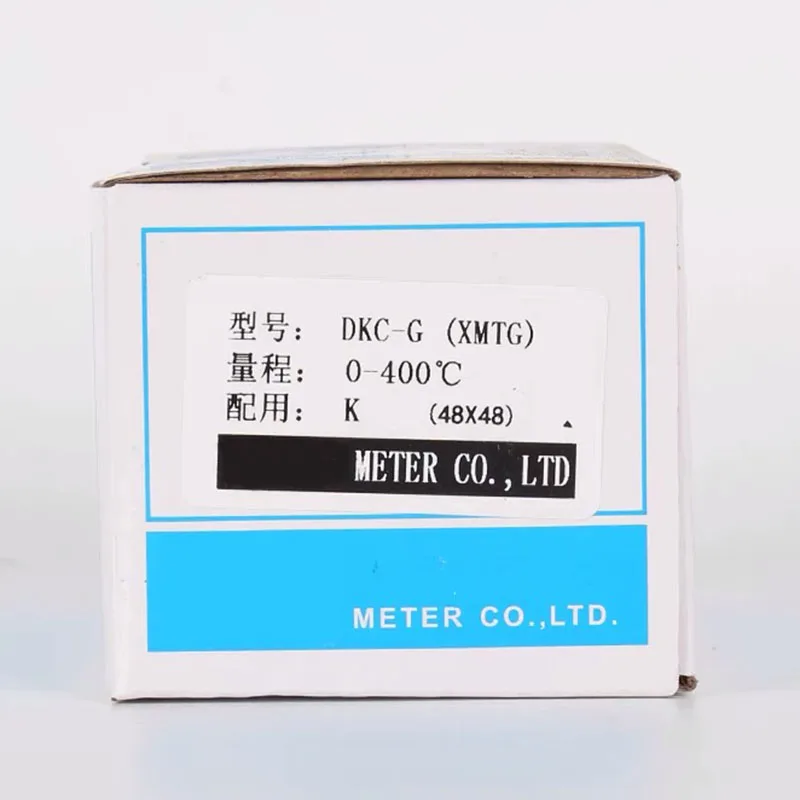 型号: DKC-G (XMTG)
量程: 0-400℃
配用: K (48X48)
METER CO.,LTD
METER CO.,LTD.